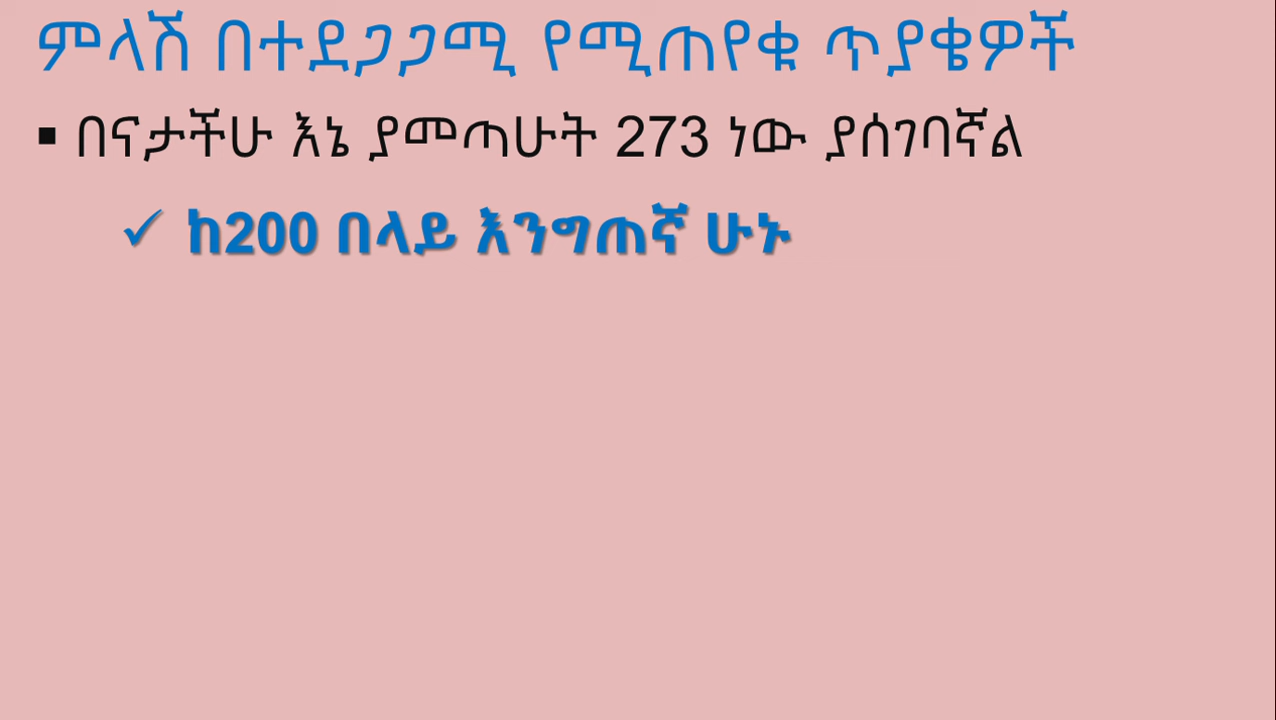 ምላሽ በተደጋጋሚ የሚጠየቁ ጥያቄዎች
▪ በናታችሁ እኔ ያመጣሁት 273 ነው ያሰገባኛል
✓ ከ200 በላይ እንግጠኛ ሁኑ